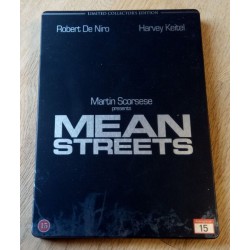 LIMITED COLLECTOR'S EDITION
Robert De Niro Harvey Keitel
Martin Scorsese
presents
MEAN
STREETS
15 15